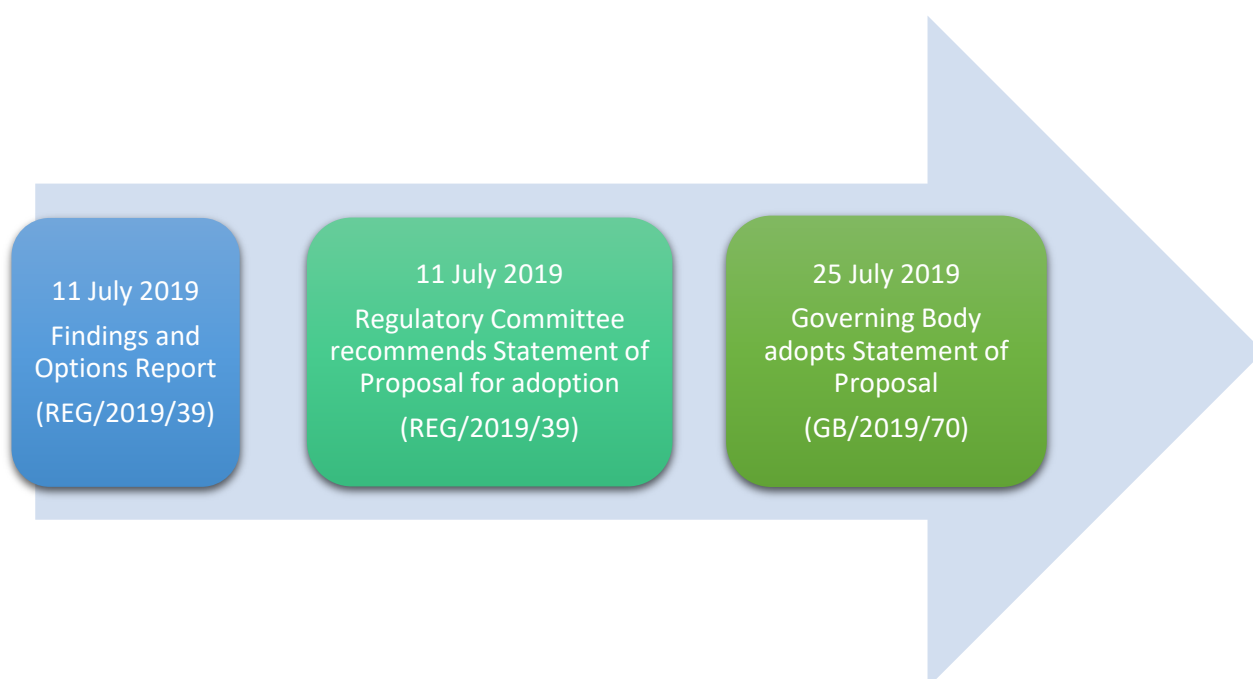 11 July 2019
Findings and
Options Report
(REG/2019/39)
11 July 2019
Regulatory Committee
recommends Statement of
Proposal for adoption
(REG/2019/39)
25 July 2019
Governing Body
adopts Statement of
Proposal
(GB/2019/70)